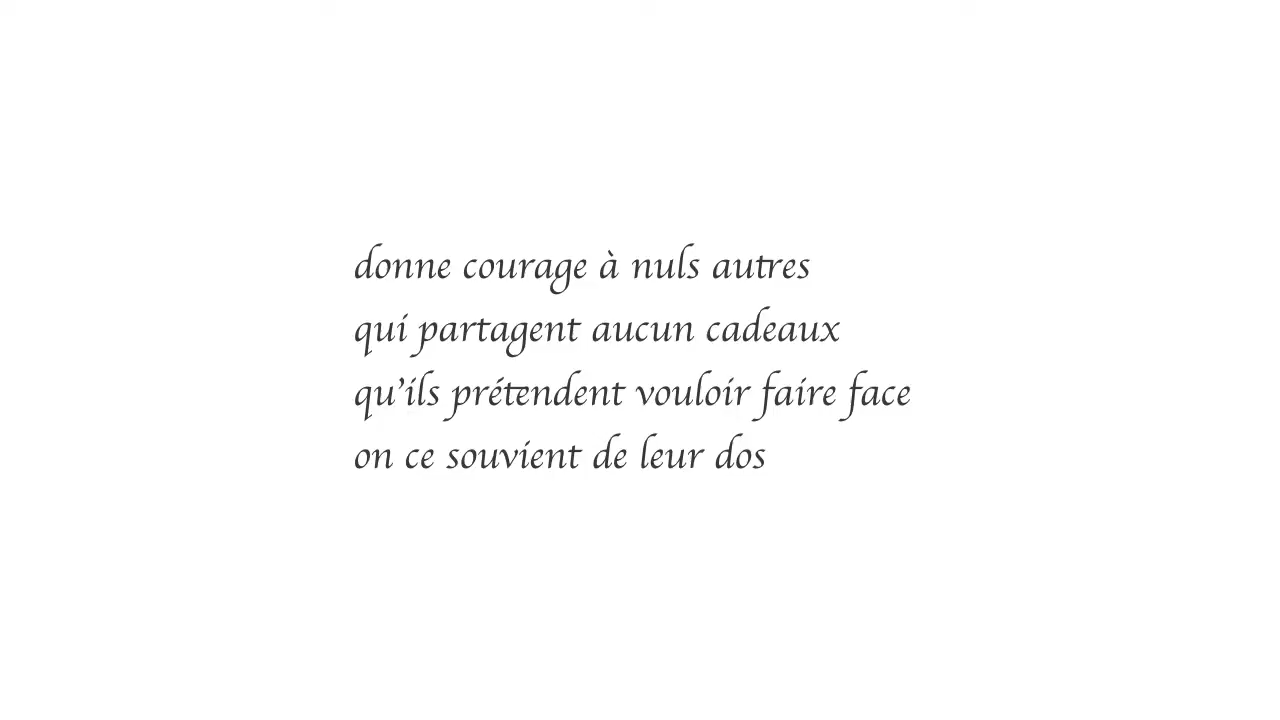 donne courage à nuls autres
qui partagent aucun cadeaux
qu'ils prétendent vouloir faire face
on ce souvient de leur dos